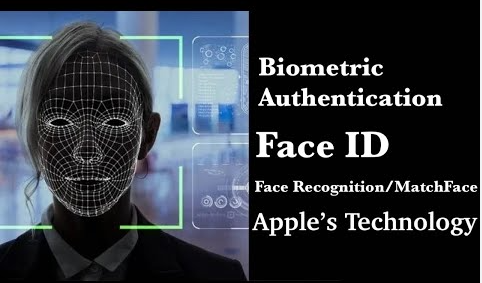 Biometric
Authentication
Face ID
Face Recognition/MatchFace
Apple's Technology